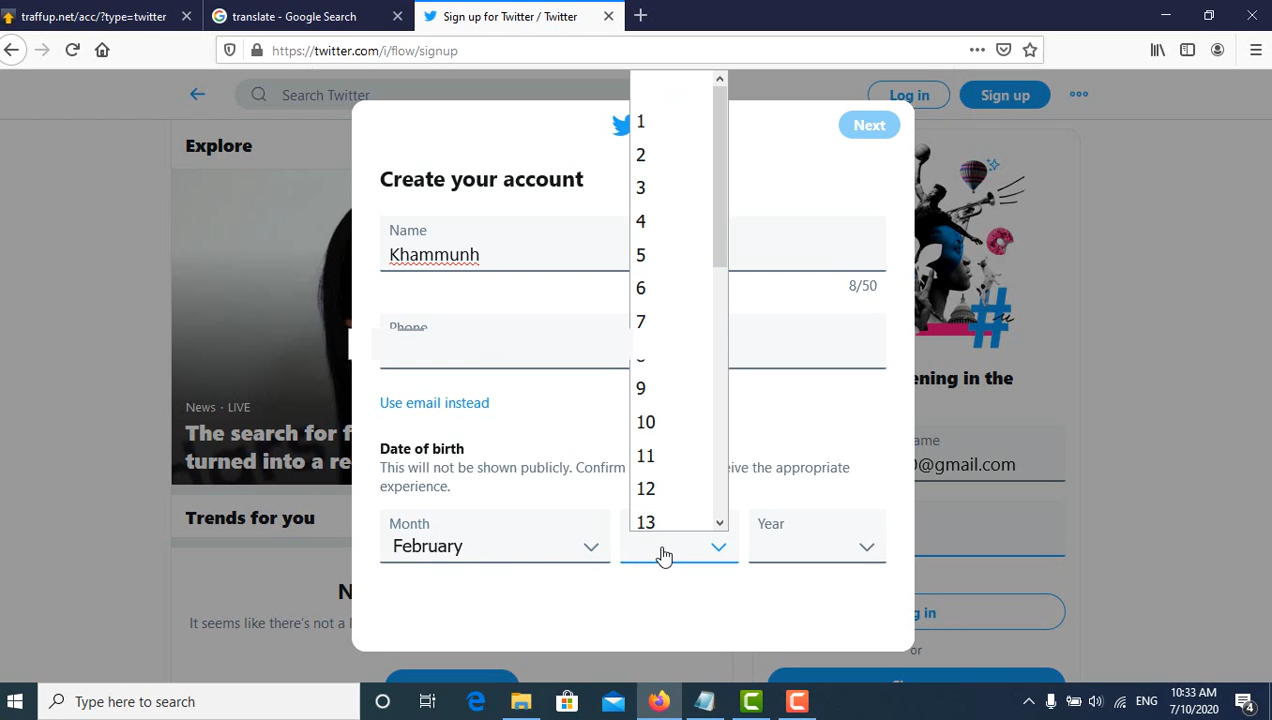 traffup.net/acc/?type=twitter
translate - Google Search
Sign up for Twitter / Twitter
https://twitter.com/i/flow/signup
Search Twitter
Log in
Sign up
Explore
Next
Create your account
Name
Khammunh
8/50
Phone
Use email instead
Date of birth
This will not be shown publicly. Confirm
eive the appropriate
experience.
Month
February
Year
1
2
3
4
5
6
7
9
10
11
12
13
News · LIVE
The search for f
turned into a re
Trends for you
N
It seems like there's not a l
ening in the
ame
0@gmail.com
g in
or
Type here to search
ENG
10:33 AM
7/10/2020
4